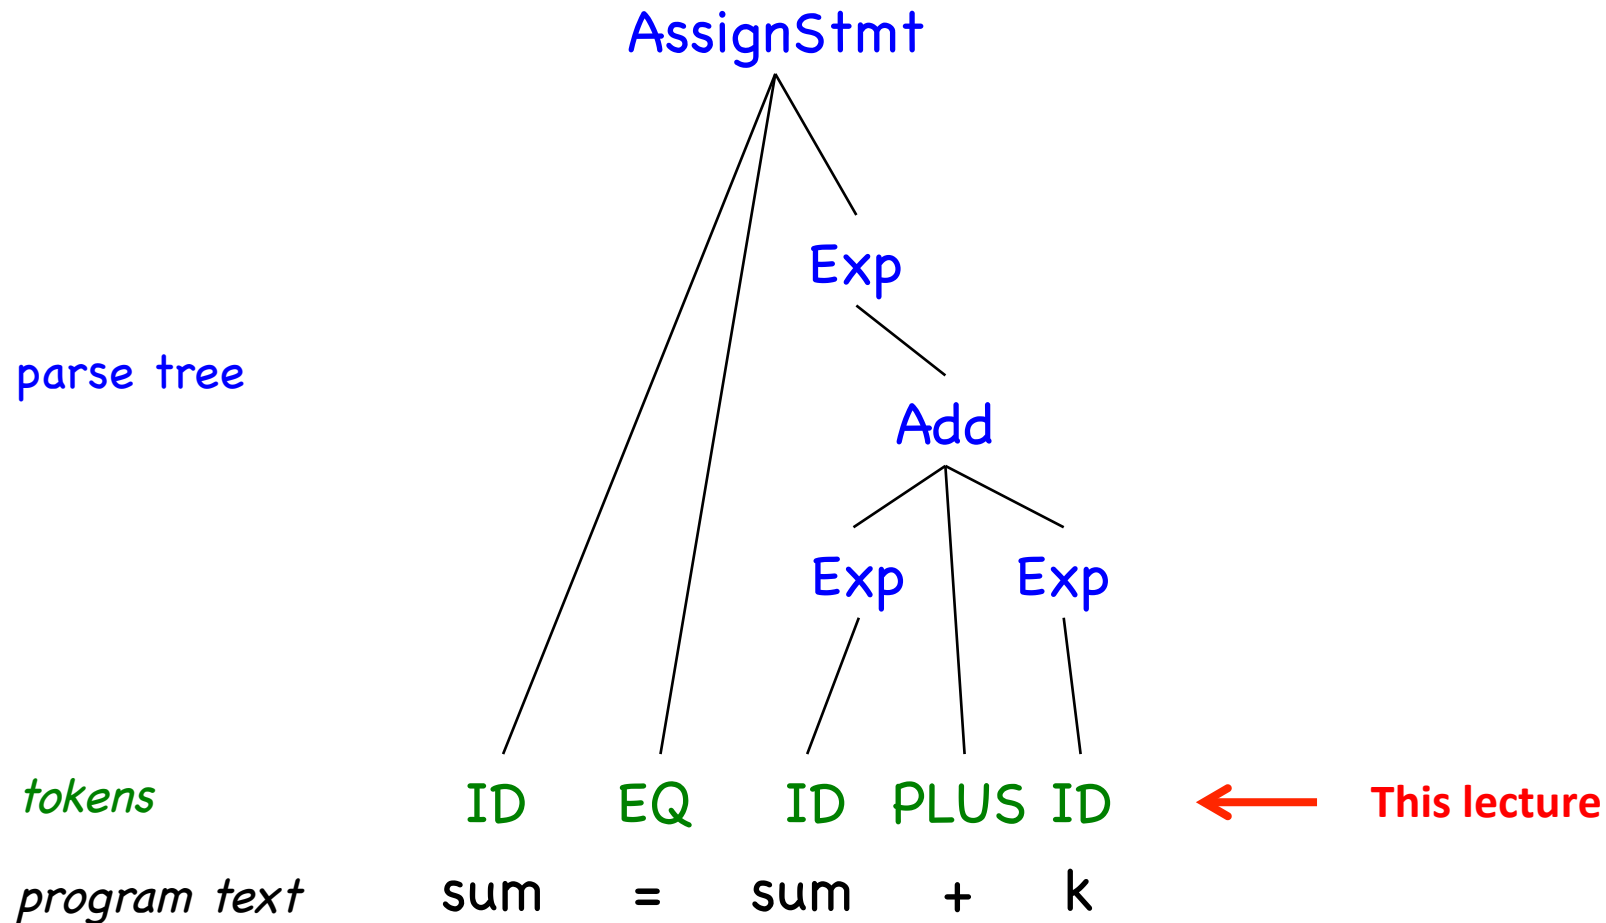 AssignStmt
Exp
parse tree
Add
Exp Exp
tokens ID EQ ID PLUS ID This lecture
program text sum = sum + k